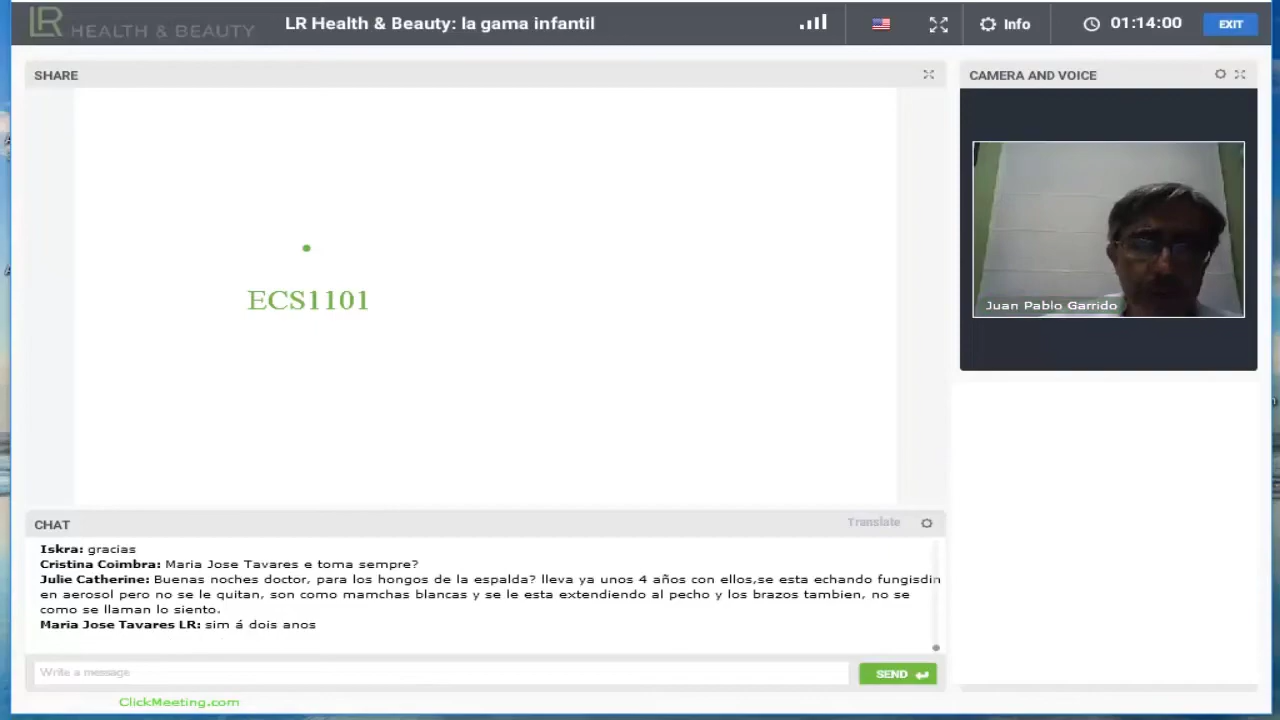 LR HEALTH & BEAUTY
LR Health & Beauty: la gama infantil
Info
01:14:00
EXIT
SHARE
CAMERA AND VOICE
ECS1101
Juan Pablo Garrido
CHAT
Translate
Iskra: gracias
Cristina Coimbra: Maria Jose Tavares e toma sempre?
Julie Catherine: Buenas noches doctor, para los hongos de la espalda? lleva ya unos 4 años con ellos,se esta echando fungisdin
en aerosol pero no se le quitan, son como mamchas blancas y se le esta extendiendo al pecho y los brazos tambien, no se
como se llaman lo siento.
Maria Jose Tavares LR: sim á dois anos
Write a message
SEND
ClickMeeting.com